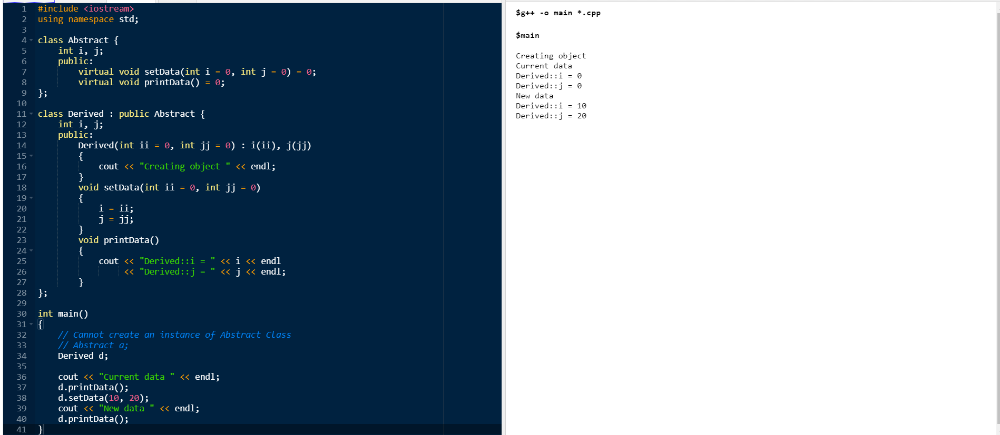 1 #include <iostream>
2 using namespace std;
3
4 class Abstract {
5     int i, j;
6     public:
7         virtual void setData(int i = 0, int j = 0) = 0;
8         virtual void printData() = 0;
9 };
10
11 class Derived : public Abstract {
12     int i, j;
13     public:
14         Derived(int ii = 0, int jj = 0) : i(ii), j(jj)
15         {
16             cout << "Creating object " << endl;
17         }
18         void setData(int ii = 0, int jj = 0)
19         {
20             i = ii;
21             j = jj;
22         }
23         void printData()
24         {
25             cout << "Derived::i = " << i << endl
26                  << "Derived::j = " << j << endl;
27         }
28 };
29
30 int main()
31 {
32     // Cannot create an instance of Abstract Class
33     // Abstract a;
34     Derived d;
35
36     cout << "Current data " << endl;
37     d.printData();
38     d.setData(10, 20);
39     cout << "New data " << endl;
40     d.printData();
41 }
$g++ -o main *.cpp
$main
Creating object
Current data
Derived::i = 0
Derived::j = 0
New data
Derived::i = 10
Derived::j = 20